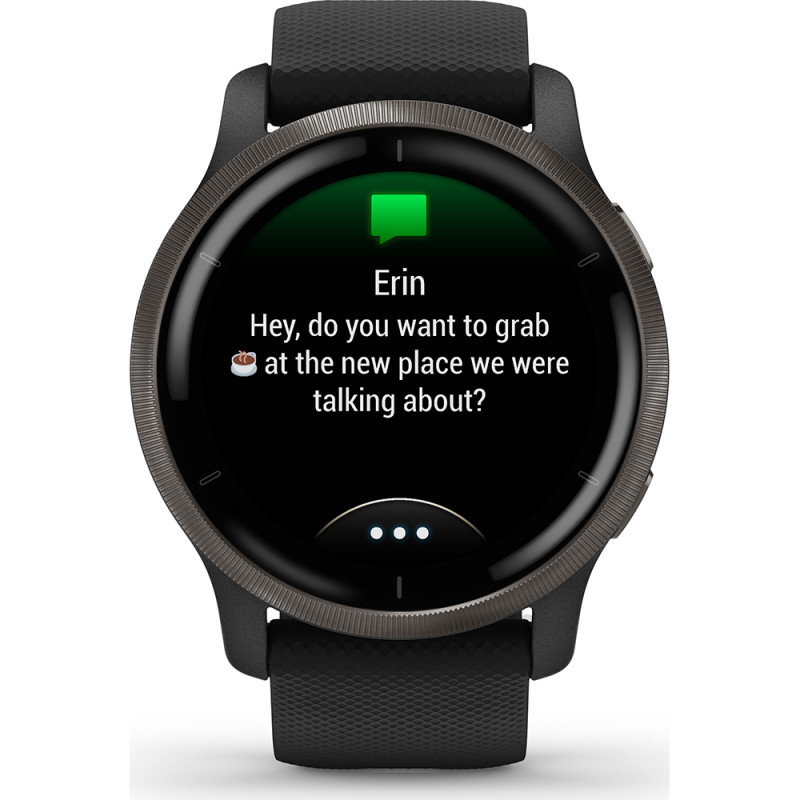 Erin
Hey, do you want to grab
☕ at the new place we were
talking about?